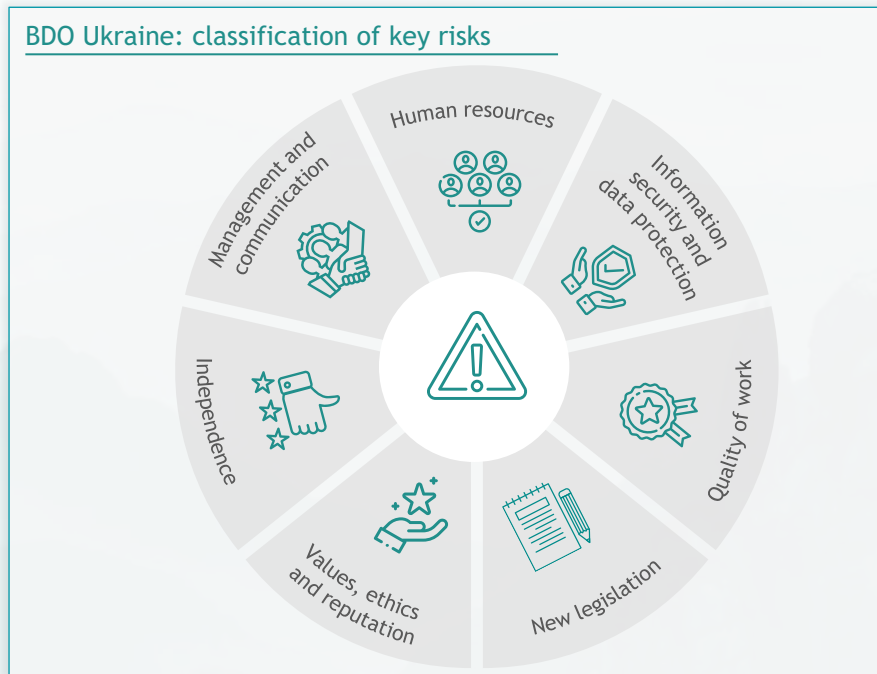 BDO Ukraine: classification of key risks
Human resources
Information
security and
data protection
Quality of work
New legislation
Values, ethics
and reputation
Independence
Management and
communication